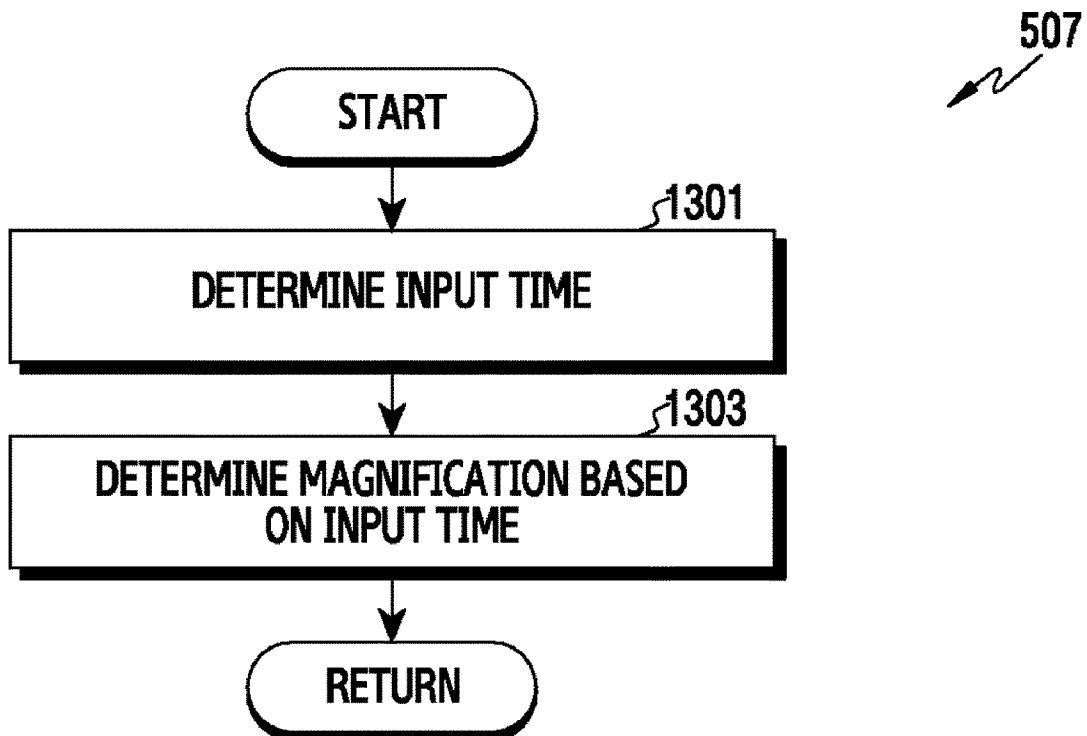 507
START
1301
DETERMINE INPUT TIME
1303
DETERMINE MAGNIFICATION BASED
ON INPUT TIME
RETURN